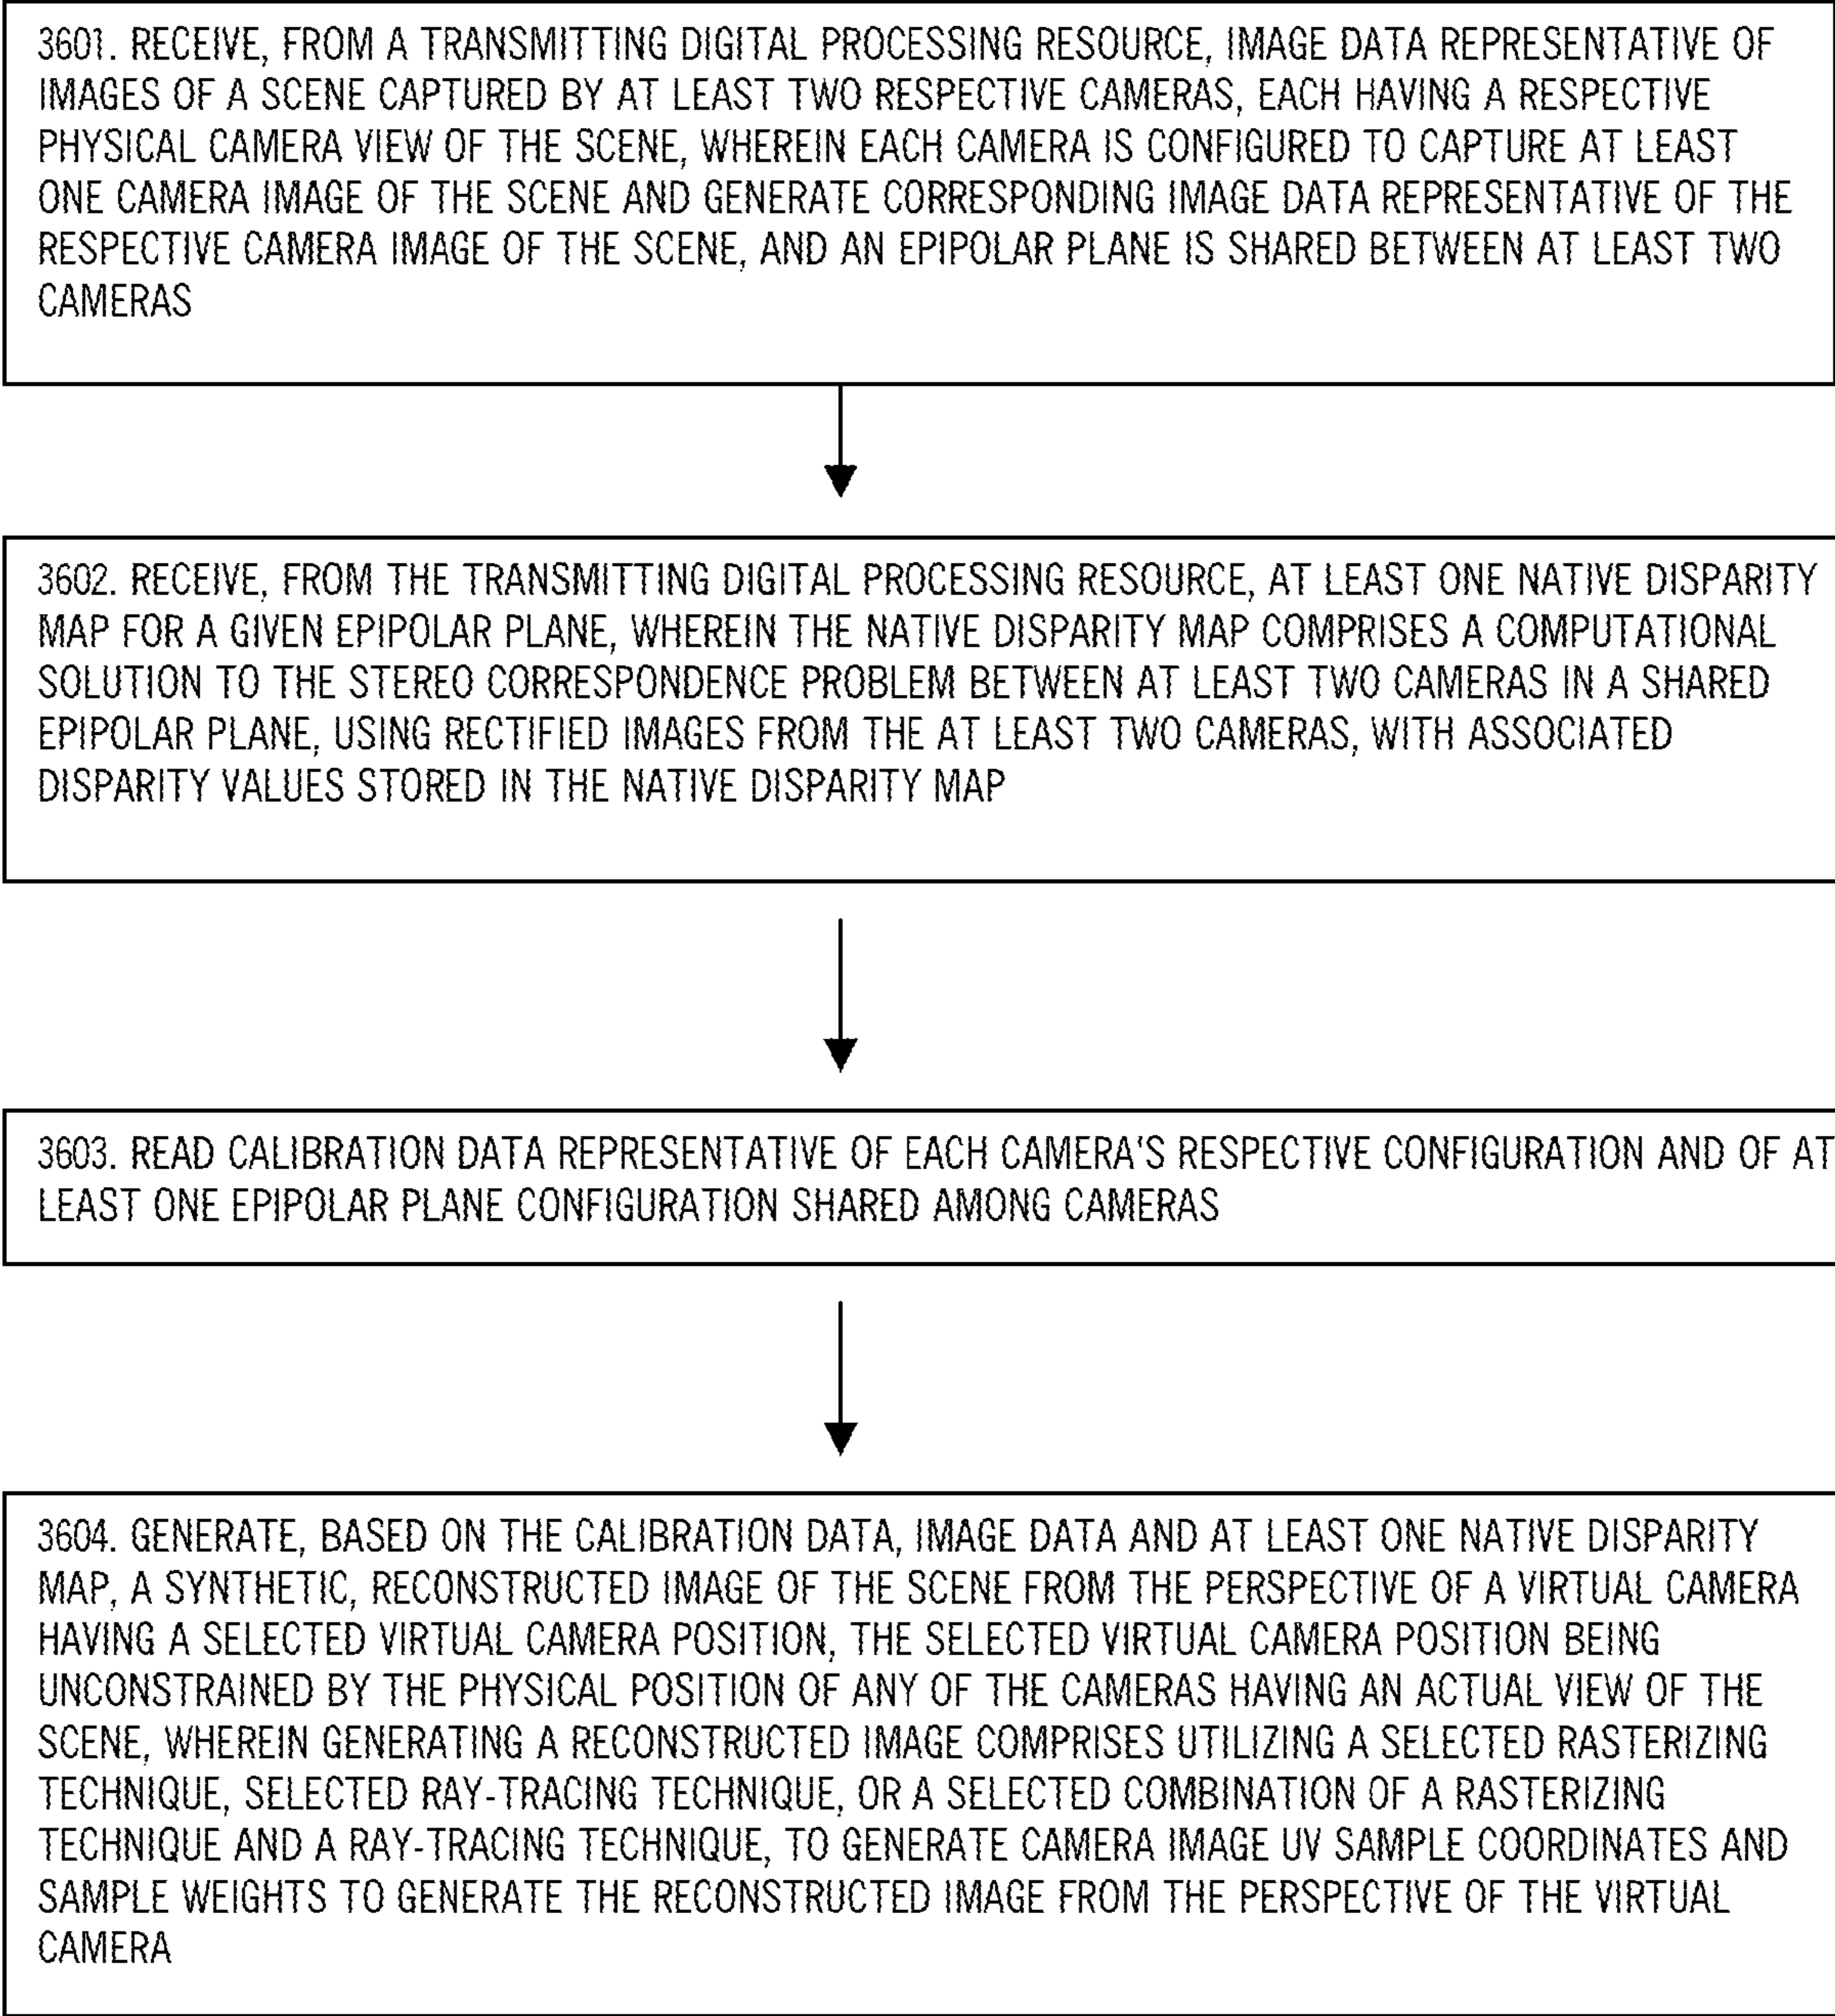 3601. RECEIVE, FROM A TRANSMITTING DIGITAL PROCESSING RESOURCE, IMAGE DATA REPRESENTATIVE OF
IMAGES OF A SCENE CAPTURED BY AT LEAST TWO RESPECTIVE CAMERAS, EACH HAVING A RESPECTIVE
PHYSICAL CAMERA VIEW OF THE SCENE, WHEREIN EACH CAMERA IS CONFIGURED TO CAPTURE AT LEAST
ONE CAMERA IMAGE OF THE SCENE AND GENERATE CORRESPONDING IMAGE DATA REPRESENTATIVE OF THE
RESPECTIVE CAMERA IMAGE OF THE SCENE, AND AN EPIPOLAR PLANE IS SHARED BETWEEN AT LEAST TWO
CAMERAS
3602. RECEIVE, FROM THE TRANSMITTING DIGITAL PROCESSING RESOURCE, AT LEAST ONE NATIVE DISPARITY
MAP FOR A GIVEN EPIPOLAR PLANE, WHEREIN THE NATIVE DISPARITY MAP COMPRISES A COMPUTATIONAL
SOLUTION TO THE STEREO CORRESPONDENCE PROBLEM BETWEEN AT LEAST TWO CAMERAS IN A SHARED
EPIPOLAR PLANE, USING RECTIFIED IMAGES FROM THE AT LEAST TWO CAMERAS, WITH ASSOCIATED
DISPARITY VALUES STORED IN THE NATIVE DISPARITY MAP
3603. READ CALIBRATION DATA REPRESENTATIVE OF EACH CAMERA'S RESPECTIVE CONFIGURATION AND OF AT
LEAST ONE EPIPOLAR PLANE CONFIGURATION SHARED AMONG CAMERAS
3604. GENERATE, BASED ON THE CALIBRATION DATA, IMAGE DATA AND AT LEAST ONE NATIVE DISPARITY
MAP, A SYNTHETIC, RECONSTRUCTED IMAGE OF THE SCENE FROM THE PERSPECTIVE OF A VIRTUAL CAMERA
HAVING A SELECTED VIRTUAL CAMERA POSITION, THE SELECTED VIRTUAL CAMERA POSITION BEING
UNCONSTRAINED BY THE PHYSICAL POSITION OF ANY OF THE CAMERAS HAVING AN ACTUAL VIEW OF THE
SCENE, WHEREIN GENERATING A RECONSTRUCTED IMAGE COMPRISES UTILIZING A SELECTED RASTERIZING
TECHNIQUE, SELECTED RAY-TRACING TECHNIQUE, OR A SELECTED COMBINATION OF A RASTERIZING
TECHNIQUE AND A RAY-TRACING TECHNIQUE, TO GENERATE CAMERA IMAGE UV SAMPLE COORDINATES AND
SAMPLE WEIGHTS TO GENERATE THE RECONSTRUCTED IMAGE FROM THE PERSPECTIVE OF THE VIRTUAL
CAMERA